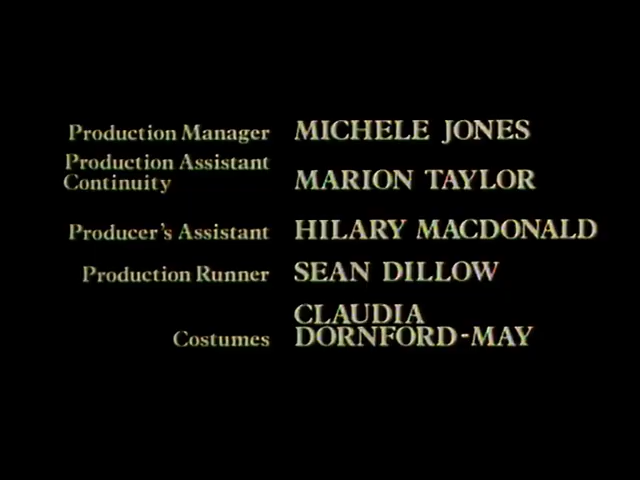 Production Manager MICHELE JONES
Production Assistant
Continuity MARION TAYLOR
Producer's Assistant HILARY MACDONALD
Production Runner SEAN DILLOW
CLAUDIA
Costumes DORNFORD-MAY